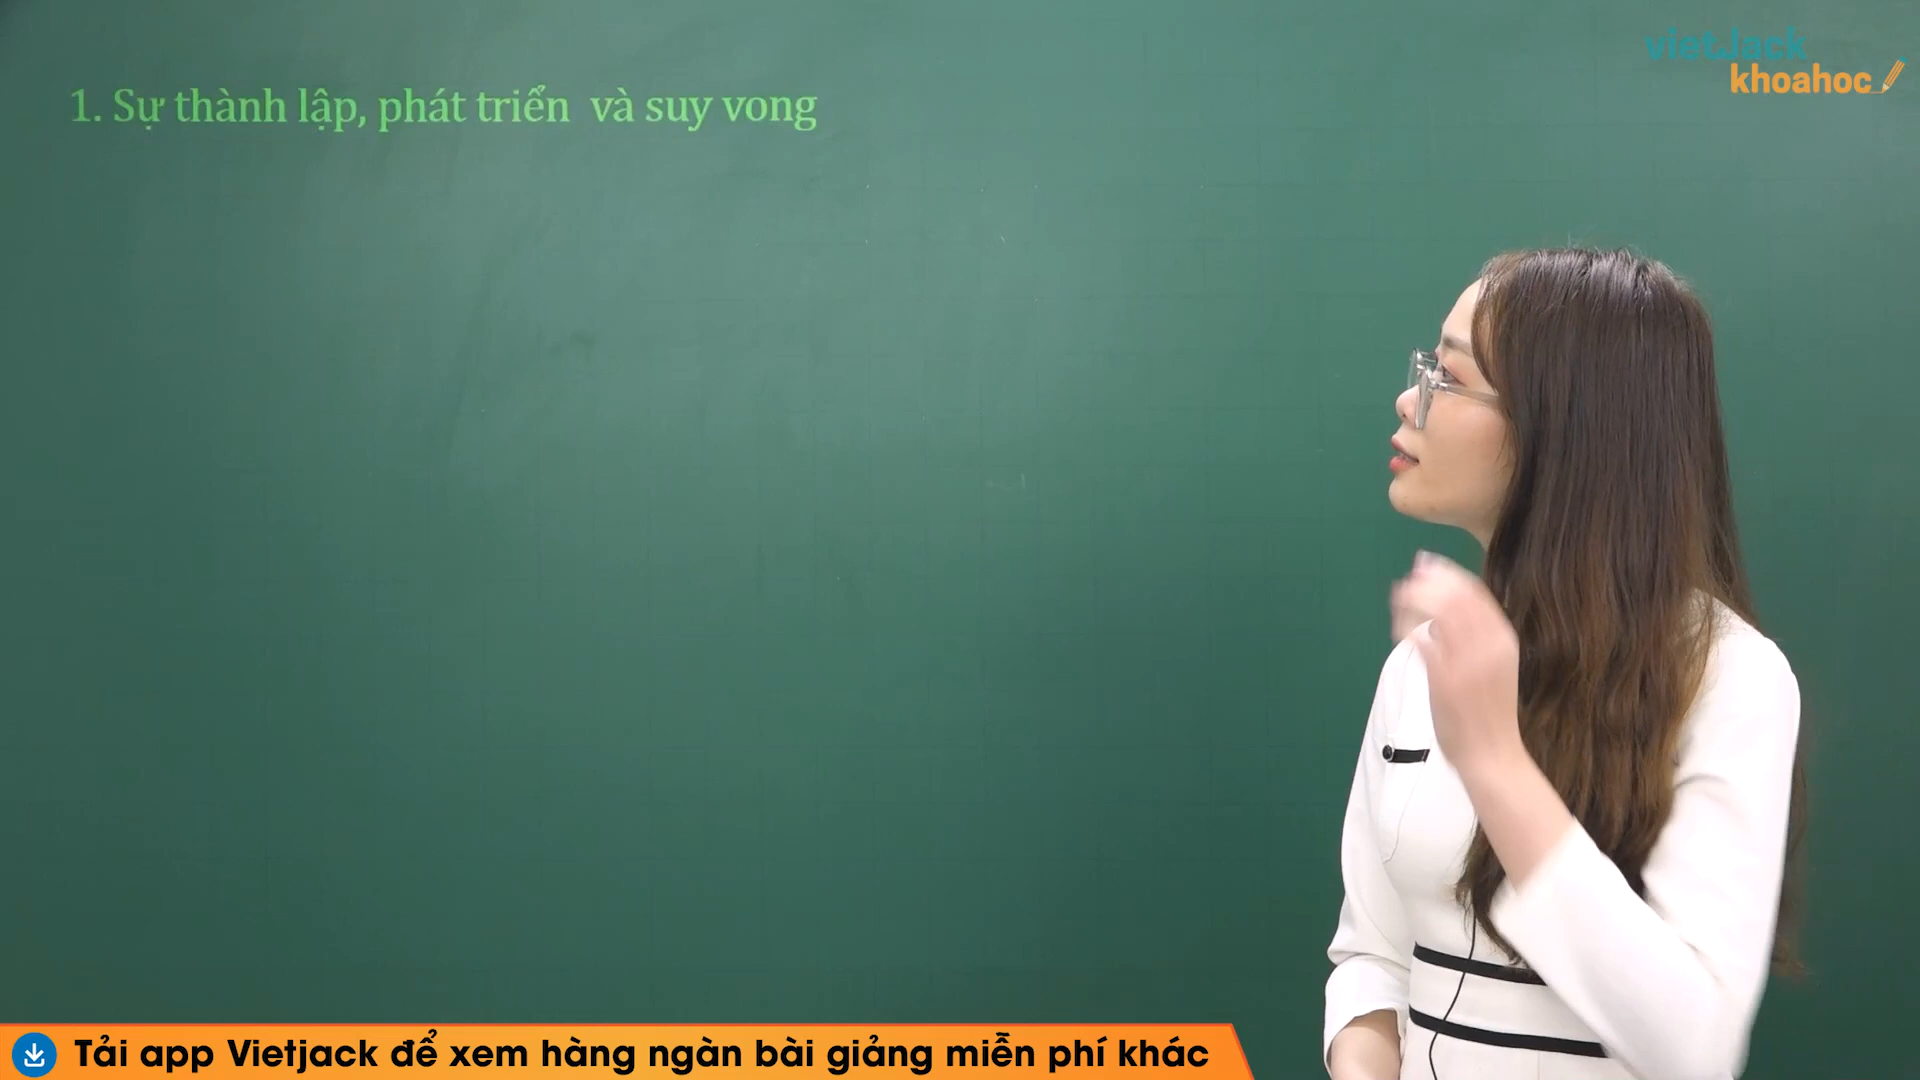 vietJack
khoahoc
1. Sự thành lập, phát triển và suy vong
Tải app Vietjack để xem hàng ngàn bài giảng miễn phí khác